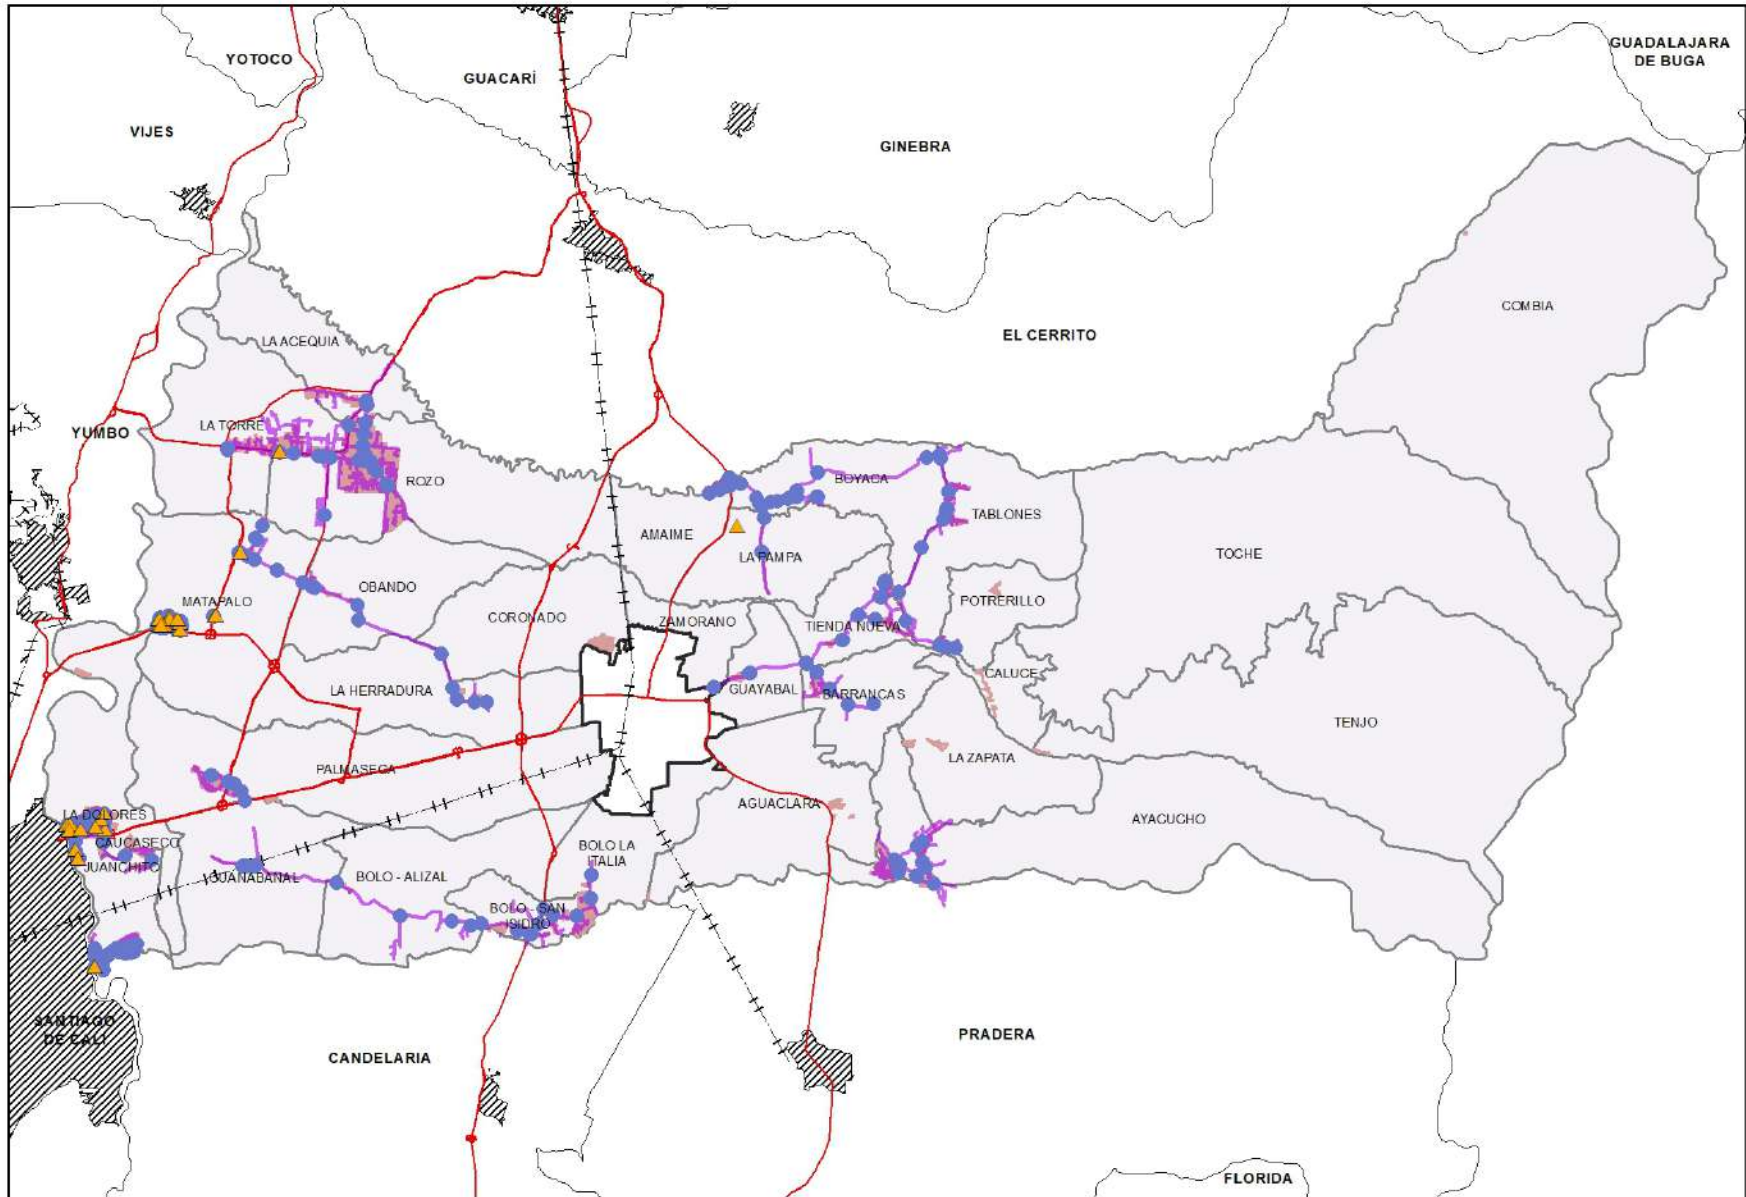 GUADALAJARA
DE BUGA
YOTOCO
GUACARÍ
VIJES
GINEBRA
COMBIA
EL CERRITO
LA ACEQUIA
LA TORRE
YUMBO
ROZO
BOYACA
TABLONES
AMAIME
LA PAMPA
TOCHE
OBANDO
MATAPALO
POTRERILLO
CORONADO
ZAMORANO
TIENDA NUEVA
CALUCE
LA HERRADURA
GUAYABAL
BARRANCAS
TENJO
LA ZAPATA
PALMASECA
AGUACLARA
LA DOLORES
AYACUCHO
CAUCASECO
BOLO LA
ITALIA
JUANCHITO
GUANABANAL
BOLO - ALIZAL
BOLO - SAN
ISIDRO
SANTIAGO
DE CALI
CANDELARIA
PRADERA
FLORIDA